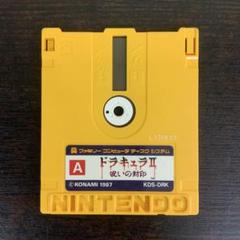 ファミリー コンピュータ ディスク システム
A
ドラキュラII
呪いの封印
©KONAMI 1987 KDS-DRK
NINTENDO